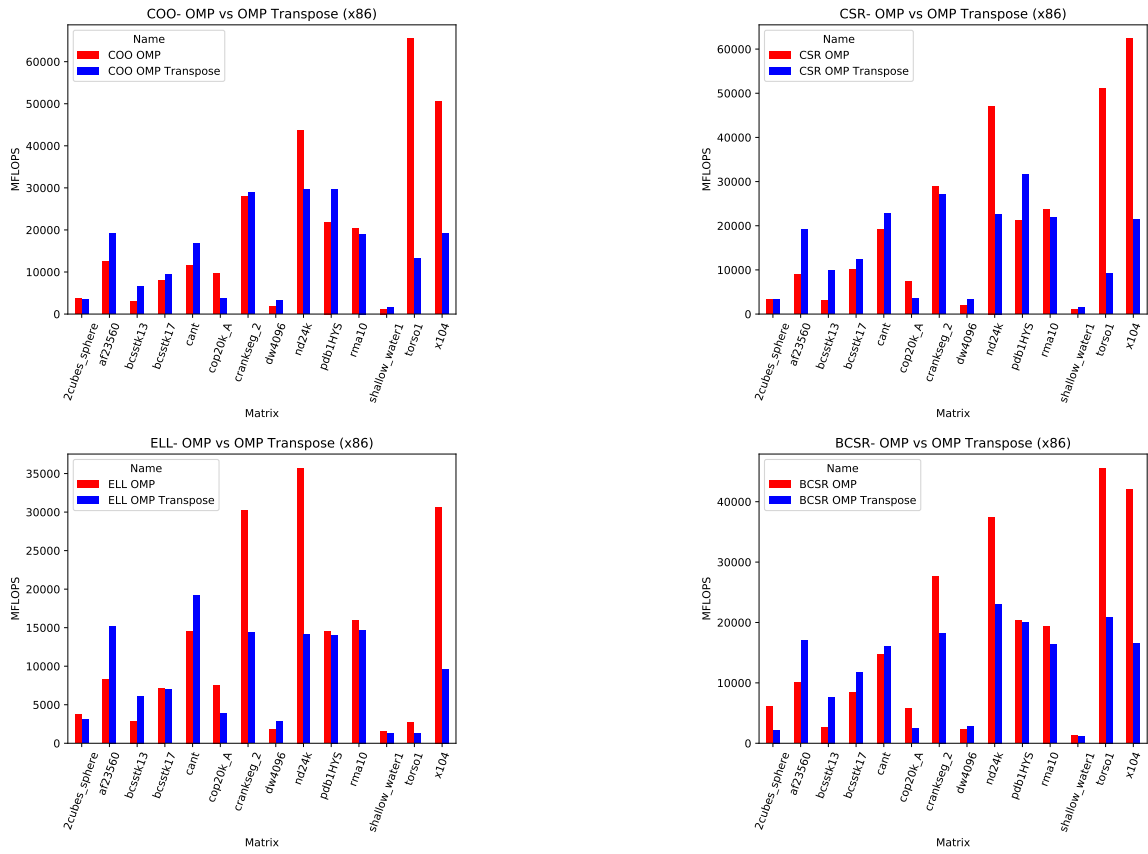 COO- OMP vs OMP Transpose (x86)
Name
COO OMP
COO OMP Transpose
MFLOPS
60000
50000
40000
30000
20000
10000
0
2cubes_sphere
af23560
bcsstk13
bcsstk17
cant
cop20k_A
crankseg_2
dw4096
nd24k
pdb1HYS
rma10
shallow_water1
torso1
x104
Matrix
CSR- OMP vs OMP Transpose (x86)
Name
CSR OMP
CSR OMP Transpose
MFLOPS
60000
50000
40000
30000
20000
10000
0
2cubes_sphere
af23560
bcsstk13
bcsstk17
cant
cop20k_A
crankseg_2
dw4096
nd24k
pdb1HYS
rma10
shallow_water1
torso1
x104
Matrix
ELL- OMP vs OMP Transpose (x86)
Name
ELL OMP
ELL OMP Transpose
MFLOPS
35000
30000
25000
20000
15000
10000
5000
0
2cubes_sphere
af23560
bcsstk13
bcsstk17
cant
cop20k_A
crankseg_2
dw4096
nd24k
pdb1HYS
rma10
shallow_water1
torso1
x104
Matrix
BCSR- OMP vs OMP Transpose (x86)
Name
BCSR OMP
BCSR OMP Transpose
MFLOPS
40000
30000
20000
10000
0
2cubes_sphere
af23560
bcsstk13
bcsstk17
cant
cop20k_A
crankseg_2
dw4096
nd24k
pdb1HYS
rma10
shallow_water1
torso1
x104
Matrix